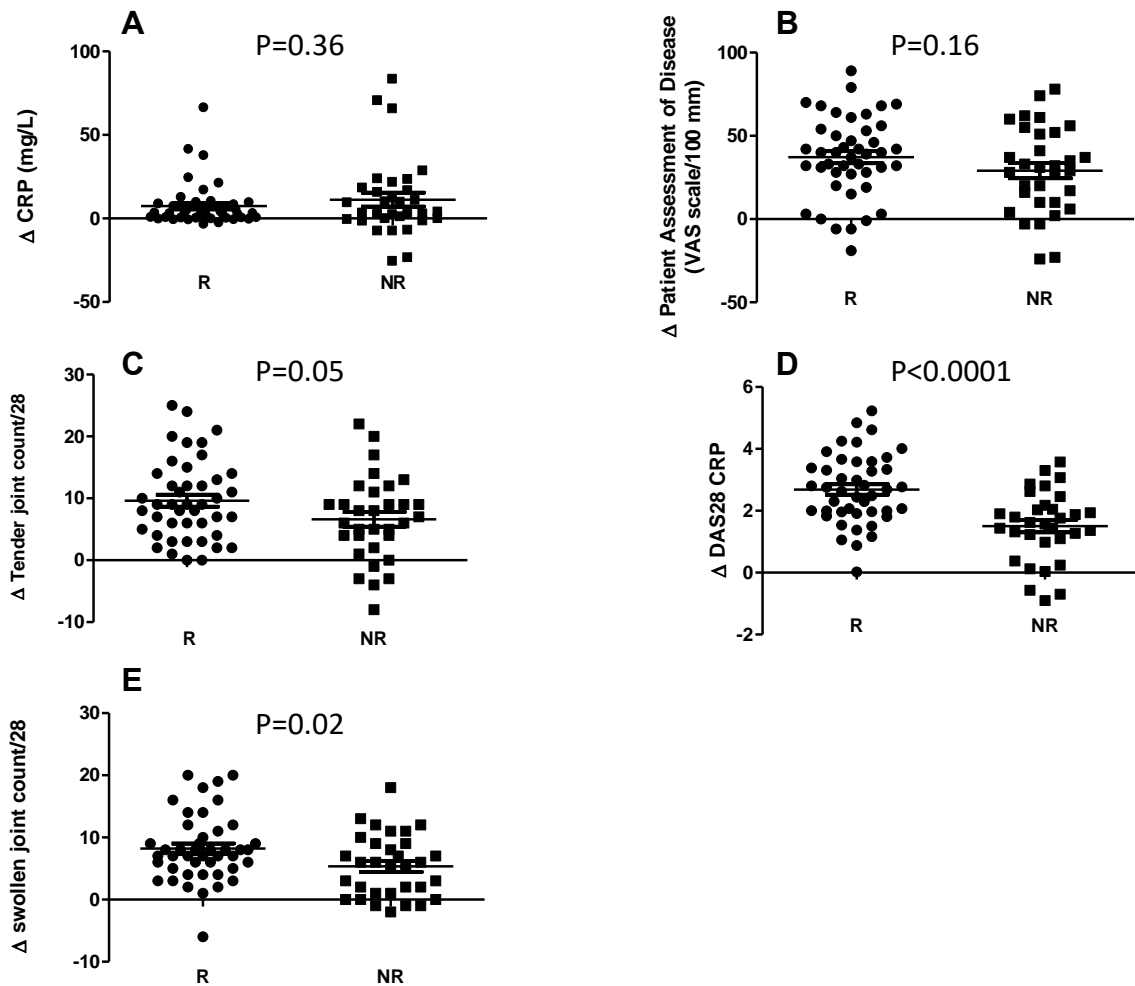 A
P=0.36
Δ CRP (mg/L)
100
50
0
-50
R
NR
B
P=0.16
Δ Patient Assessment of Disease
(VAS scale/100 mm)
100
50
0
-50
R
NR
C
P=0.05
Δ Tender joint count/28
30
20
10
0
-10
R
NR
D
P<0.0001
Δ DAS28 CRP
6
4
2
0
-2
R
NR
E
P=0.02
Δ swollen joint count/28
30
20
10
0
-10
R
NR